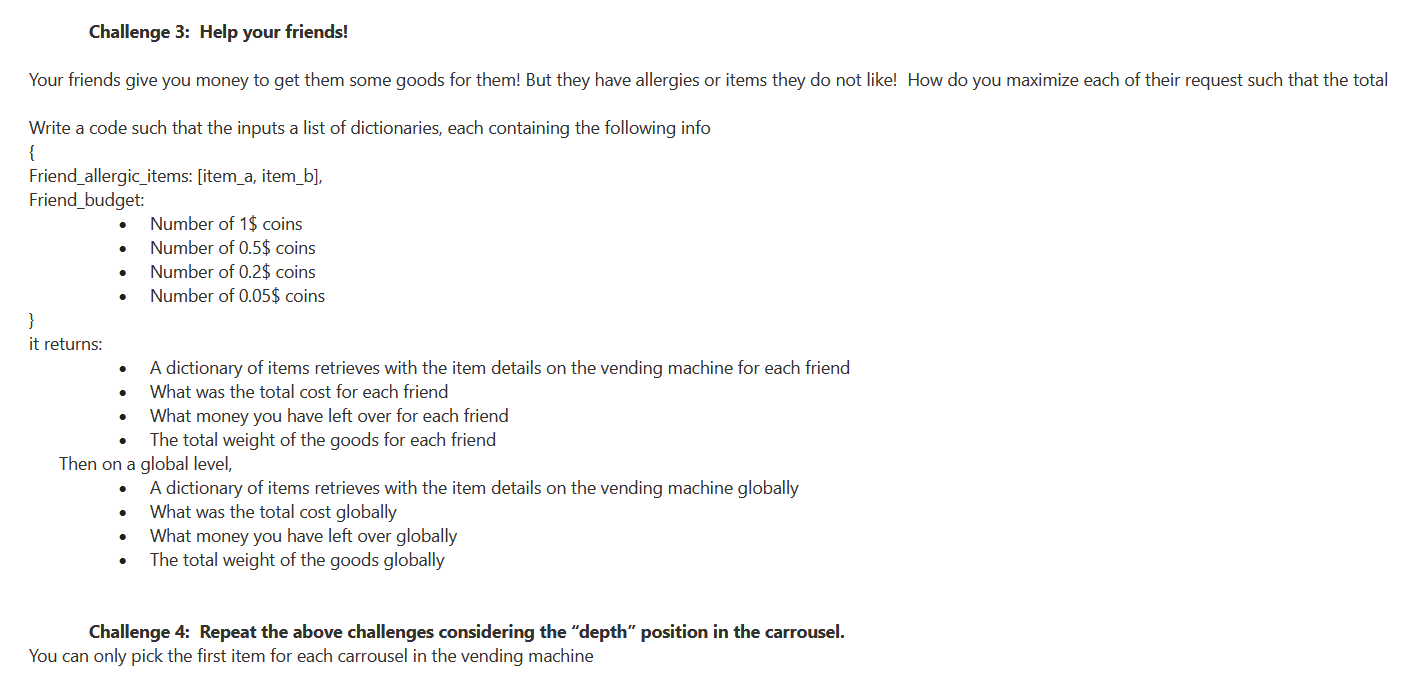 Challenge 3:  Help your friends!
Your friends give you money to get them some goods for them! But they have allergies or items they do not like!  How do you maximize each of their request such that the total
Write a code such that the inputs a list of dictionaries, each containing the following info
{
Friend_allergic_items: [item_a, item_b],
Friend_budget:
• Number of 1$ coins
• Number of 0.5$ coins
• Number of 0.2$ coins
• Number of 0.05$ coins
}
it returns:
• A dictionary of items retrieves with the item details on the vending machine for each friend
• What was the total cost for each friend
• What money you have left over for each friend
• The total weight of the goods for each friend
Then on a global level,
• A dictionary of items retrieves with the item details on the vending machine globally
• What was the total cost globally
• What money you have left over globally
• The total weight of the goods globally
Challenge 4:  Repeat the above challenges considering the “depth” position in the carrousel.
You can only pick the first item for each carrousel in the vending machine